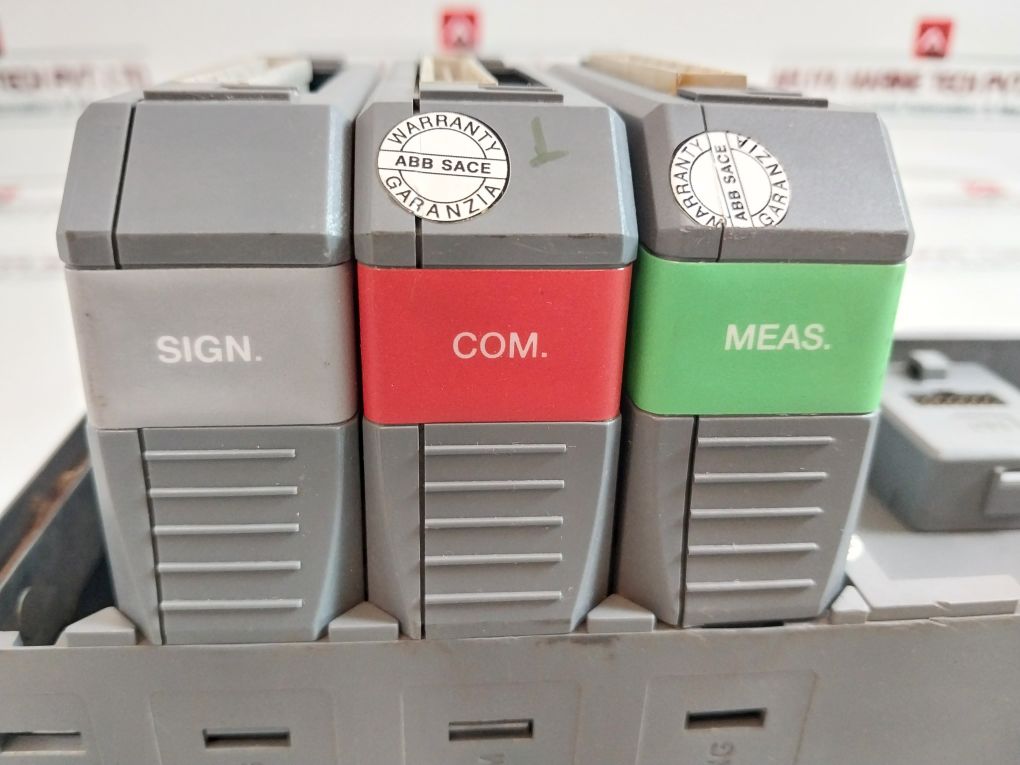 WARRANTY
ABB SACE
GARANZIA
WARRANTY
ABB SACE
GARANZIA
SIGN.
COM.
MEAS.